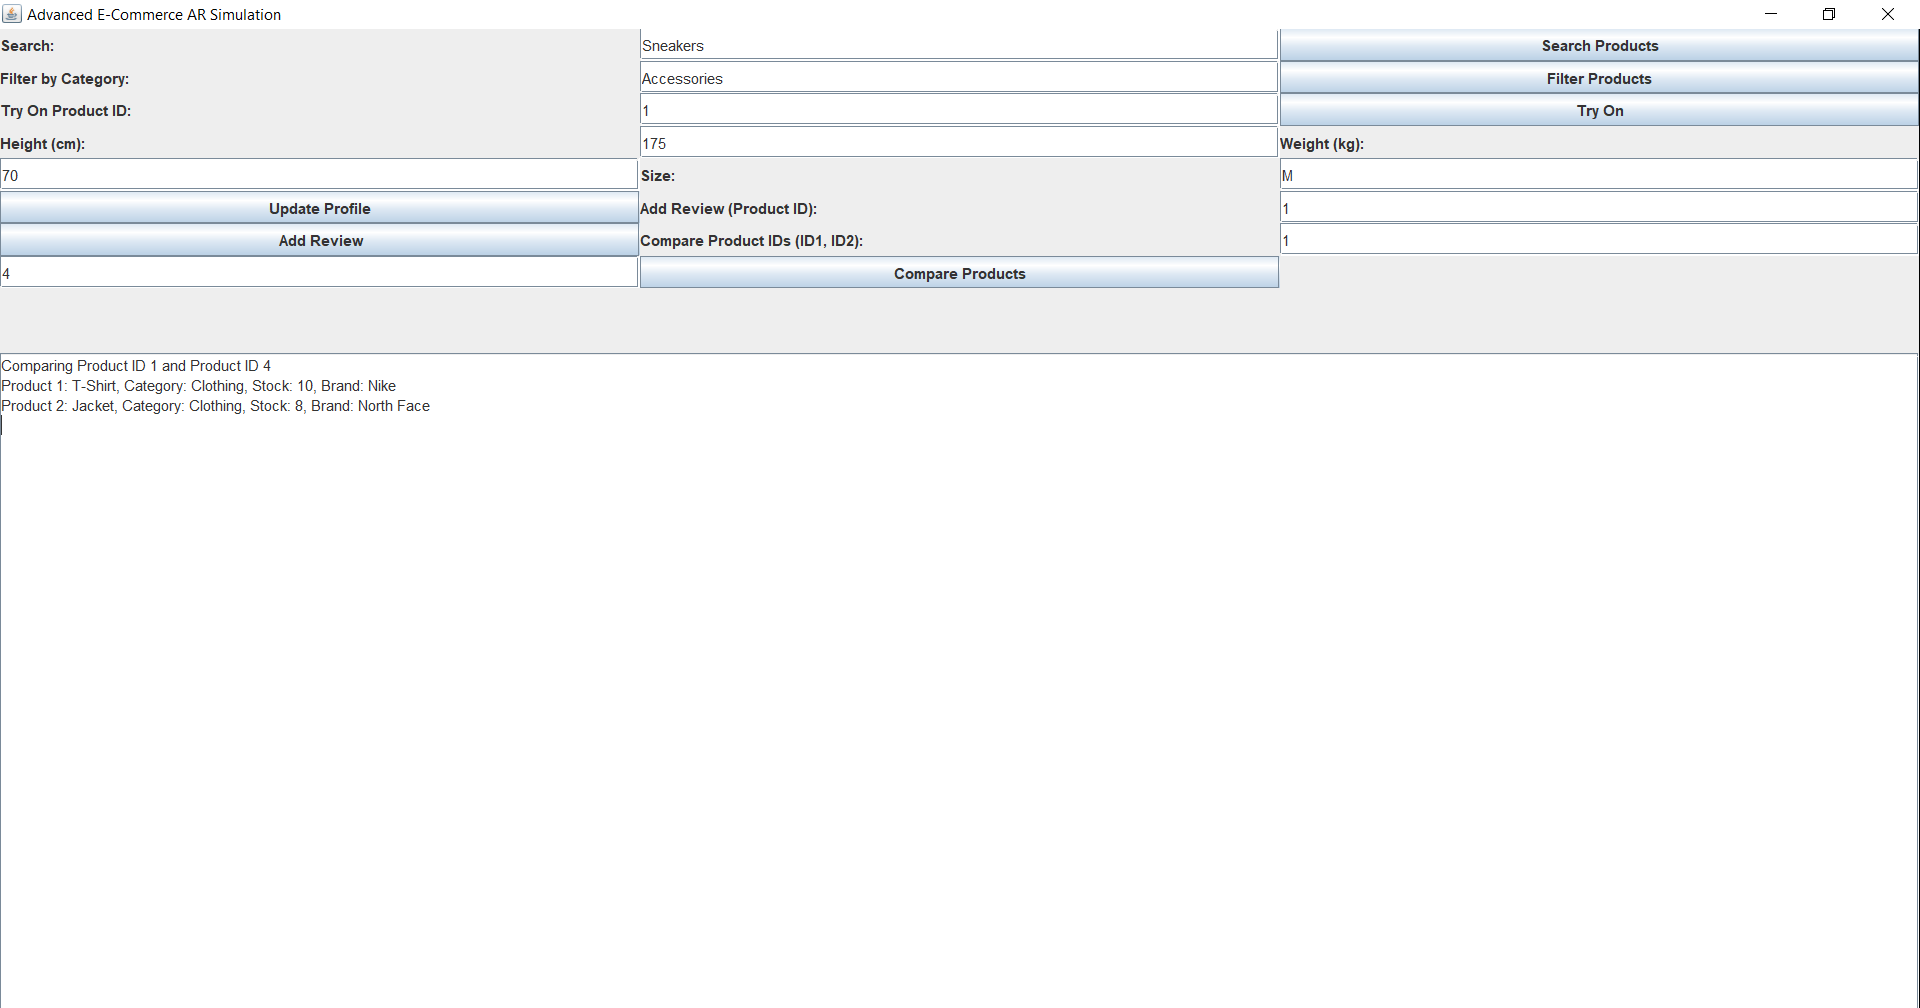 Advanced E-Commerce AR Simulation
Search: Sneakers Search Products
Filter by Category: Accessories Filter Products
Try On Product ID: 1 Try On
Height (cm): 175 Weight (kg):
70 Size: M
Update Profile Add Review (Product ID): 1
Add Review Compare Product IDs (ID1, ID2): 1
4 Compare Products
Comparing Product ID 1 and Product ID 4
Product 1: T-Shirt, Category: Clothing, Stock: 10, Brand: Nike
Product 2: Jacket, Category: Clothing, Stock: 8, Brand: North Face